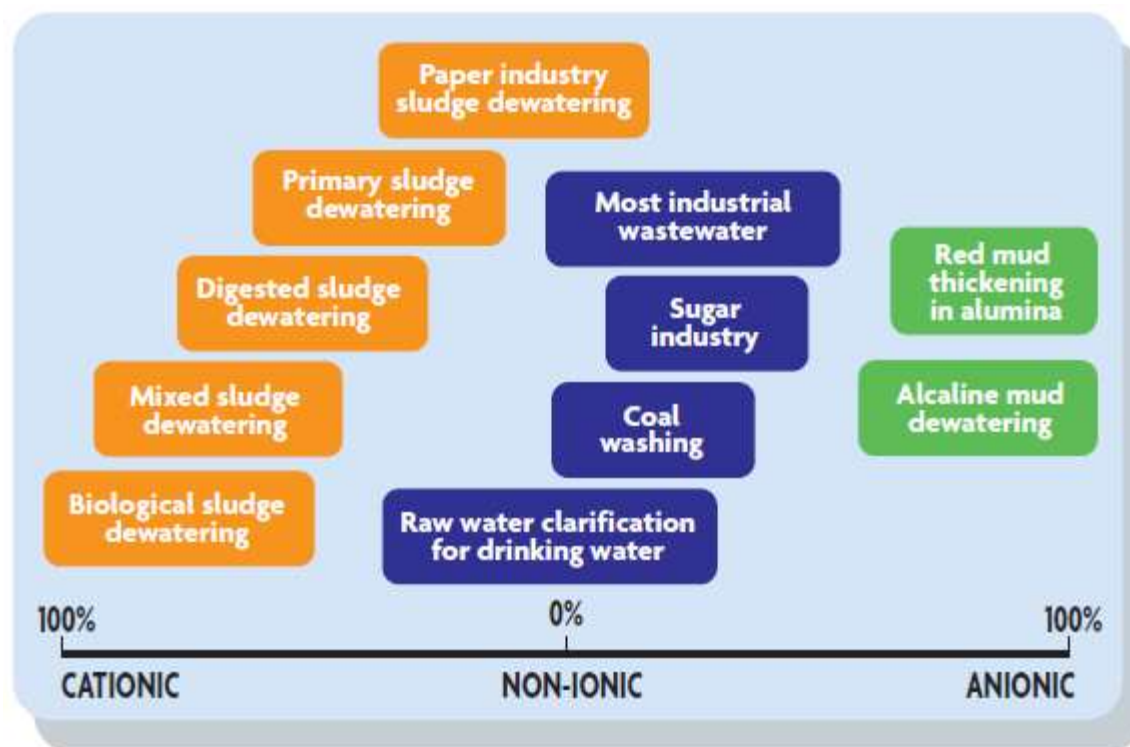 Paper industry
sludge dewatering
Primary sludge
dewatering
Most industrial
wastewater
Red mud
thickening
in alumina
Digested sludge
dewatering
Sugar
industry
Mixed sludge
dewatering
Coal
washing
Alcaline mud
dewatering
Biological sludge
dewatering
Raw water clarification
for drinking water
100%
0%
100%
CATIONIC
NON-IONIC
ANIONIC